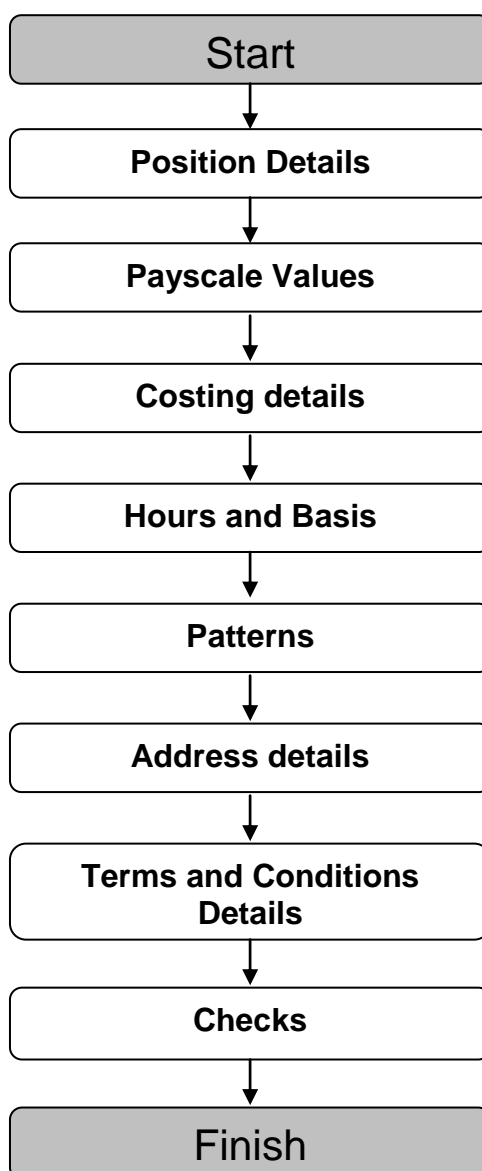 Start
Position Details
Payscale Values
Costing details
Hours and Basis
Patterns
Address details
Terms and Conditions
Details
Checks
Finish